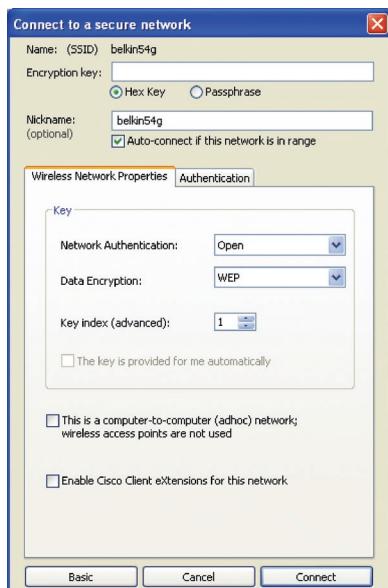 Connect to a secure network
Name: (SSID) belkin54g
Encryption key:
Hex Key Passphrase
Nickname: belkin54g
(optional)
Auto-connect if this network is in range
Wireless Network Properties Authentication
Key
Network Authentication: Open
Data Encryption: WEP
Key index (advanced): 1
The key is provided for me automatically
This is a computer-to-computer (adhoc) network;
wireless access points are not used
Enable Cisco Client eXtensions for this network
Basic Cancel Connect